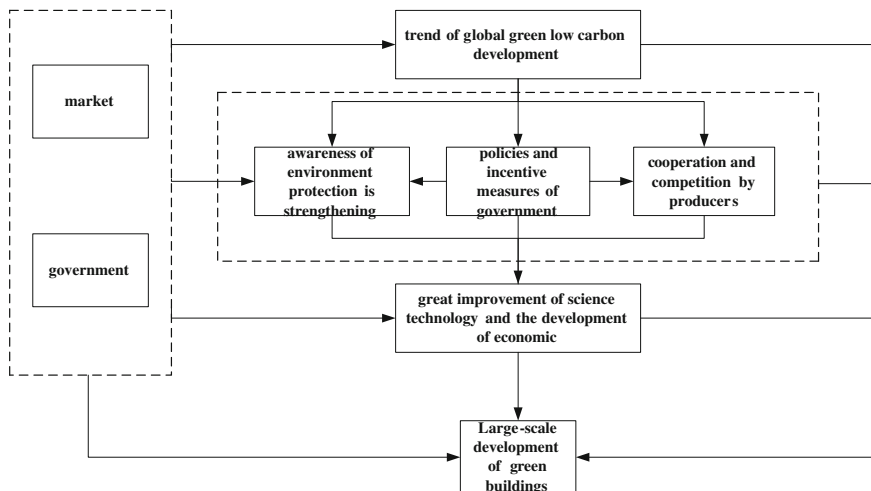 trend of global green low carbon
development
market
awareness of
environment
protection is
strengthening
policies and
incentive
measures of
government
cooperation and
competition by
producers
government
great improvement of science
technology and the development
of economic
Large-scale
development
of green
buildings